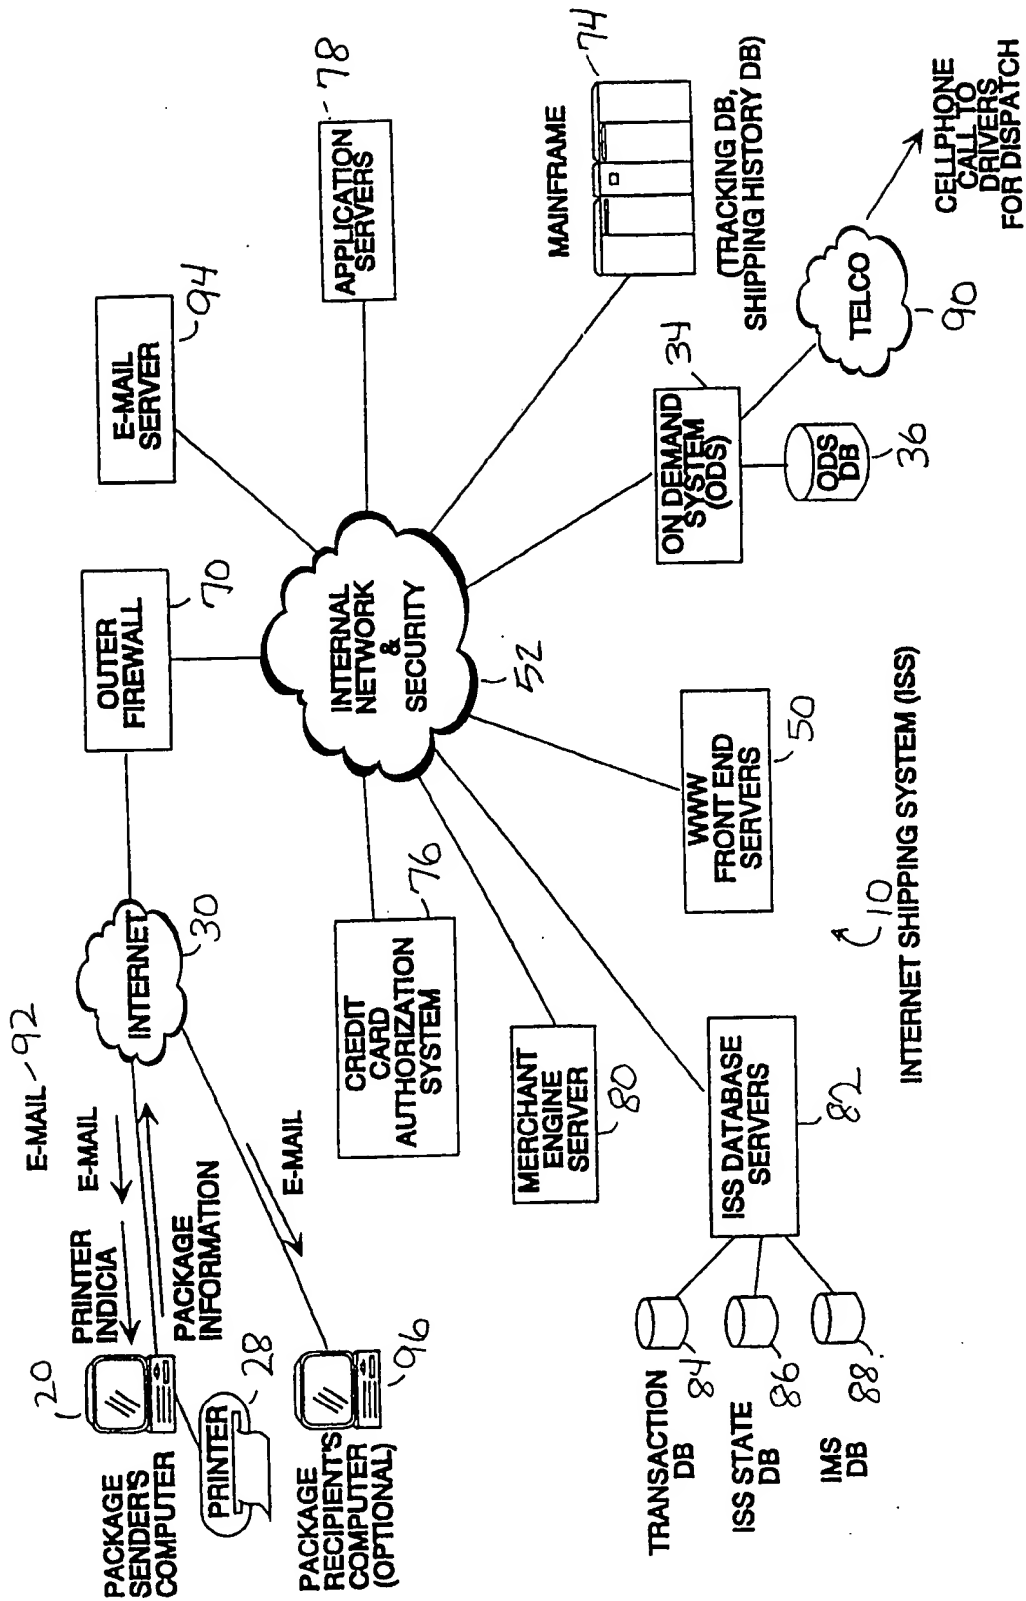 E-MAIL 92
20
PRINTER
INDICIA
E-MAIL
PACKAGE
INFORMATION
PACKAGE
SENDER'S
COMPUTER
PRINTER
28
INTERNET
30
E-MAIL
PACKAGE
RECIPIENT'S
COMPUTER
(OPTIONAL)
96
OUTER
FIREWALL
70
E-MAIL
SERVER
94
APPLICATION
SERVERS
78
INTERNAL
NETWORK
&
SECURITY
52
CREDIT
CARD
AUTHORIZATION
SYSTEM
76
MERCHANT
ENGINE
SERVER
80
MAINFRAME
74
(TRACKING DB,
SHIPPING HISTORY DB)
ON DEMAND
SYSTEM
(ODS)
34
ODS
DB
36
TELCO
90
CELLPHONE
CALL TO
DRIVERS
FOR DISPATCH
WWW
FRONT END
SERVERS
50
ISS DATABASE
SERVERS
82
TRANSACTION
DB
84
ISS STATE
DB
86
IMS
DB
88
10
INTERNET SHIPPING SYSTEM (ISS)